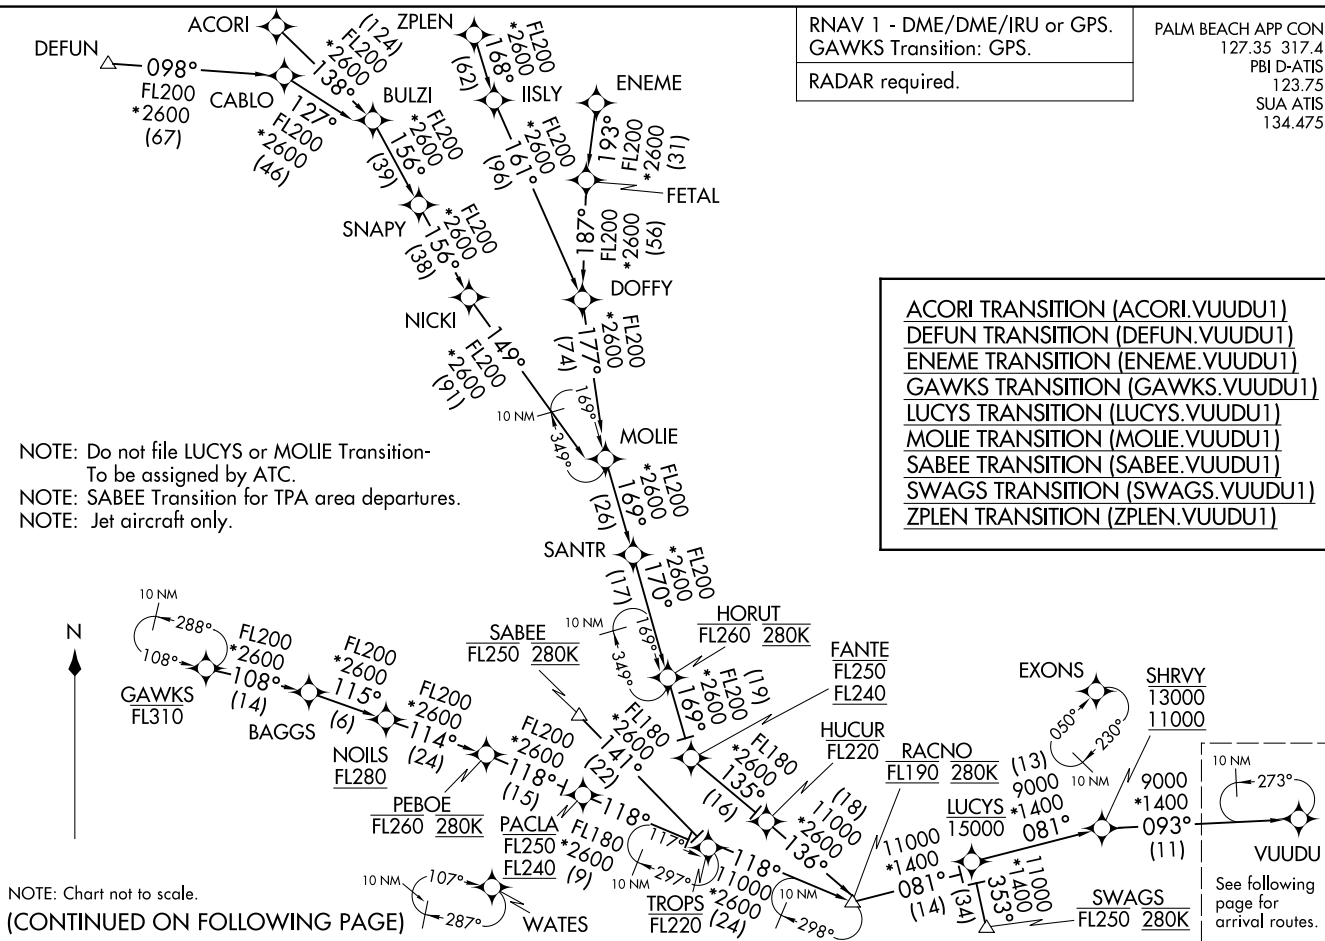 RNAV 1 - DME/DME/IRU or GPS.
GAWKS Transition: GPS.
RADAR required.
PALM BEACH APP CON
127.35 317.4
PBI D-ATIS
123.75
SUA ATIS
134.475
DEFUN
098°
FL200
*2600
(67)
ACORI
(124)
FL200
*2600
138°
CABLO
127°
FL200
*2600
(46)
BULZI
FL200
*2600
156°
(39)
SNAPY
FL200
*2600
156°
(38)
NICKI
149°
FL200
*2600
(91)
ZPLEN
FL200
*2600
168°
(62)
IISLY
FL200
*2600
161°
(96)
ENEME
193°
FL200
*2600
(31)
FETAL
187°
FL200
*2600
(56)
DOFFY
FL200
*2600
177°
(74)
10 NM
169°
349°
MOLIE
FL200
*2600
169°
(26)
SANTR
FL200
*2600
170°
(17)
10 NM
169°
349°
HORUT
FL260 280K
(19)
FL200
*2600
169°
FANTE
FL250
FL240
FL180
*2600
135°
(16)
HUCUR
FL220
(18)
11000
*2600
136°
RACNO
FL190 280K
ACORI TRANSITION (ACORI.VUUDU1)
DEFUN TRANSITION (DEFUN.VUUDU1)
ENEME TRANSITION (ENEME.VUUDU1)
GAWKS TRANSITION (GAWKS.VUUDU1)
LUCYS TRANSITION (LUCYS.VUUDU1)
MOLIE TRANSITION (MOLIE.VUUDU1)
SABEE TRANSITION (SABEE.VUUDU1)
SWAGS TRANSITION (SWAGS.VUUDU1)
ZPLEN TRANSITION (ZPLEN.VUUDU1)
NOTE: Do not file LUCYS or MOLIE Transition-
To be assigned by ATC.
NOTE: SABEE Transition for TPA area departures.
NOTE: Jet aircraft only.
N
10 NM
288°
108°
GAWKS
FL310
FL200
*2600
108°
(14)
BAGGS
FL200
*2600
115°
(6)
NOJLS
FL280
FL200
*2600
114°
(24)
PEBOE
FL260 280K
FL200
*2600
118°
(15)
PACLA
FL250
FL240
118°
FL180
*2600
(9)
SABEE
FL250 280K
FL180
*2600
141°
(22)
117°
297°
10 NM
TROPS
FL220
118°
11000
*2600
(24)
10 NM
298°
10 NM
107°
287°
WATES
11000
*1400
081°
(14)
LUCYS
15000
(13)
9000
*1400
081°
EXONS
050°
230°
10 NM
SHRVY
13000
11000
9000
*1400
093°
(11)
11000
*1400
353°
(34)
SWAGS
FL250 280K
10 NM
273°
VUUDU
See following
page for
arrival routes.
NOTE: Chart not to scale.
(CONTINUED ON FOLLOWING PAGE)